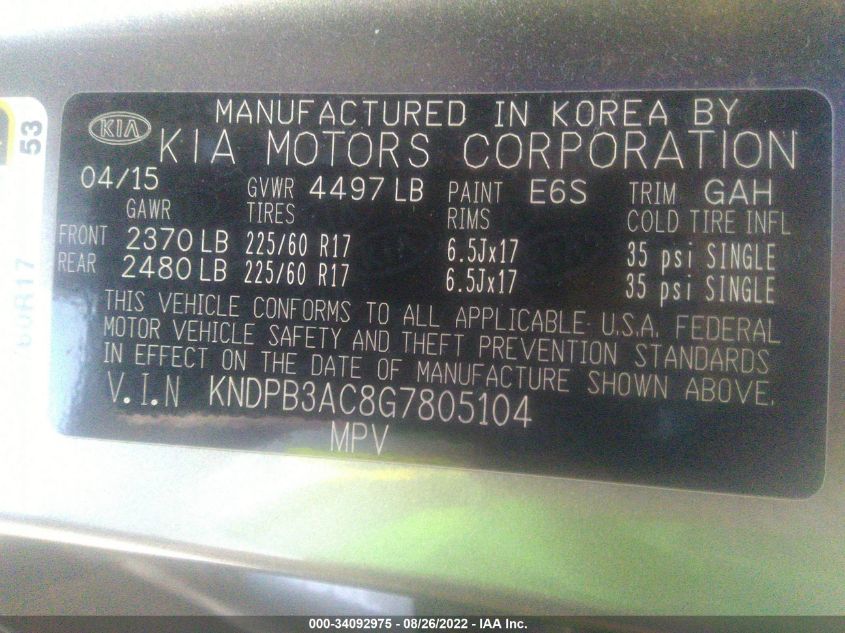 MANUFACTURED IN KOREA BY
KIA KIA MOTORS CORPORATION
04/15 GVWR 4497 LB PAINT E6S TRIM GAH
GAWR TIRES RIMS COLD TIRE INFL
FRONT 2370 LB 225/60 R17 6.5Jx17 35 psi SINGLE
REAR 2480 LB 225/60 R17 6.5Jx17 35 psi SINGLE
THIS VEHICLE CONFORMS TO ALL APPLICABLE U.S.A. FEDERAL
MOTOR VEHICLE SAFETY AND THEFT PREVENTION STANDARDS
IN EFFECT ON THE DATE OF MANUFACTURE SHOWN ABOVE.
V.I.N KNDPB3AC8G7805104
MPV
53
000-34092975 - 08/26/2022 - IAA Inc.